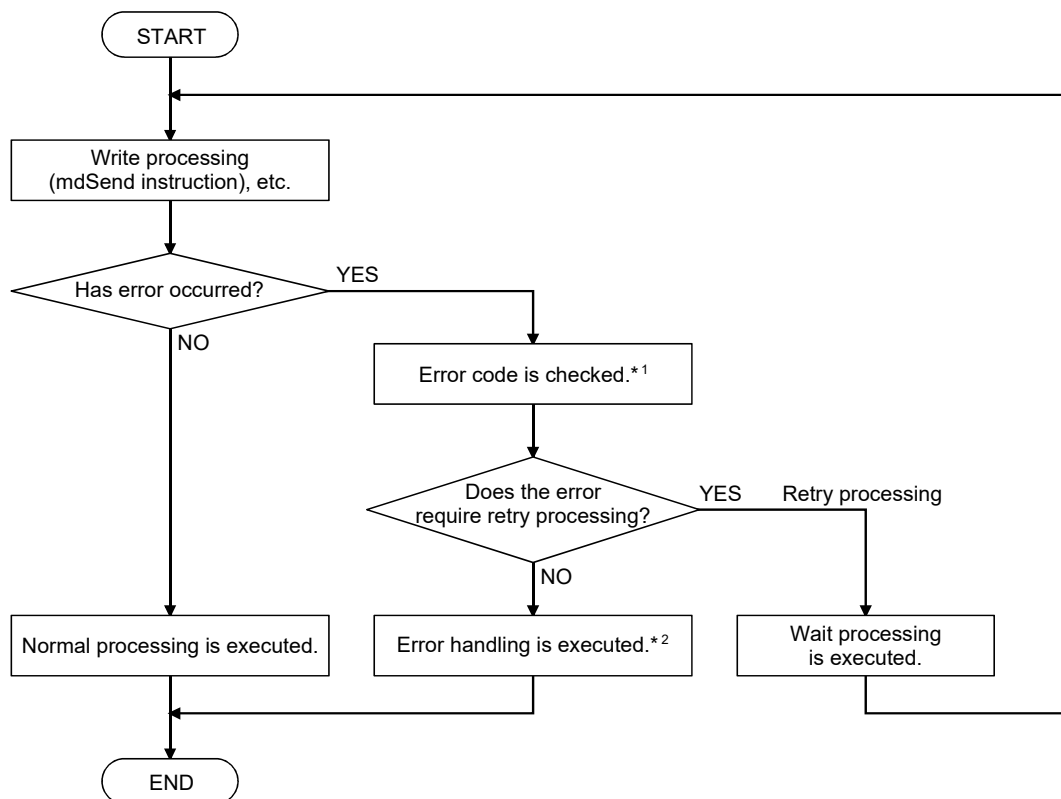 START
Write processing
(mdSend instruction), etc.
Has error occurred?
YES
NO
Error code is checked.*1
Does the error
require retry processing?
YES
Retry processing
NO
Normal processing is executed.
Error handling is executed.*2
Wait processing
is executed.
END